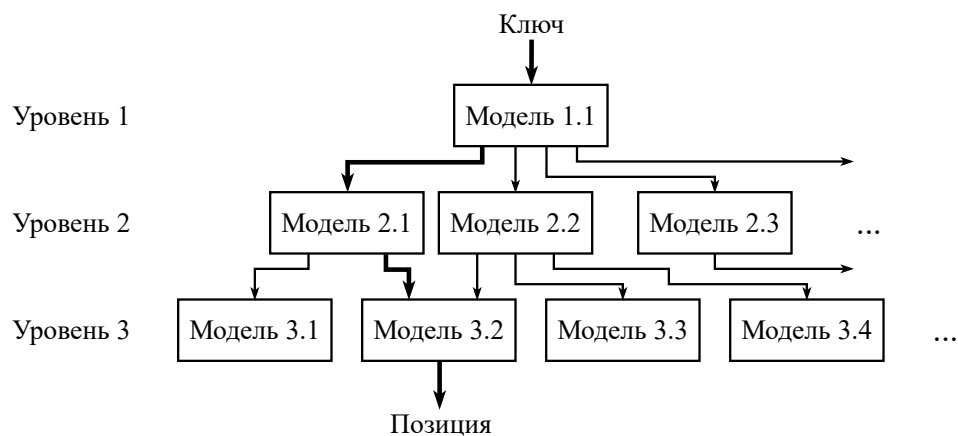 Ключ
Уровень 1
Модель 1.1
Уровень 2
Модель 2.1
Модель 2.2
Модель 2.3
...
Уровень 3
Модель 3.1
Модель 3.2
Модель 3.3
Модель 3.4
...
Позиция